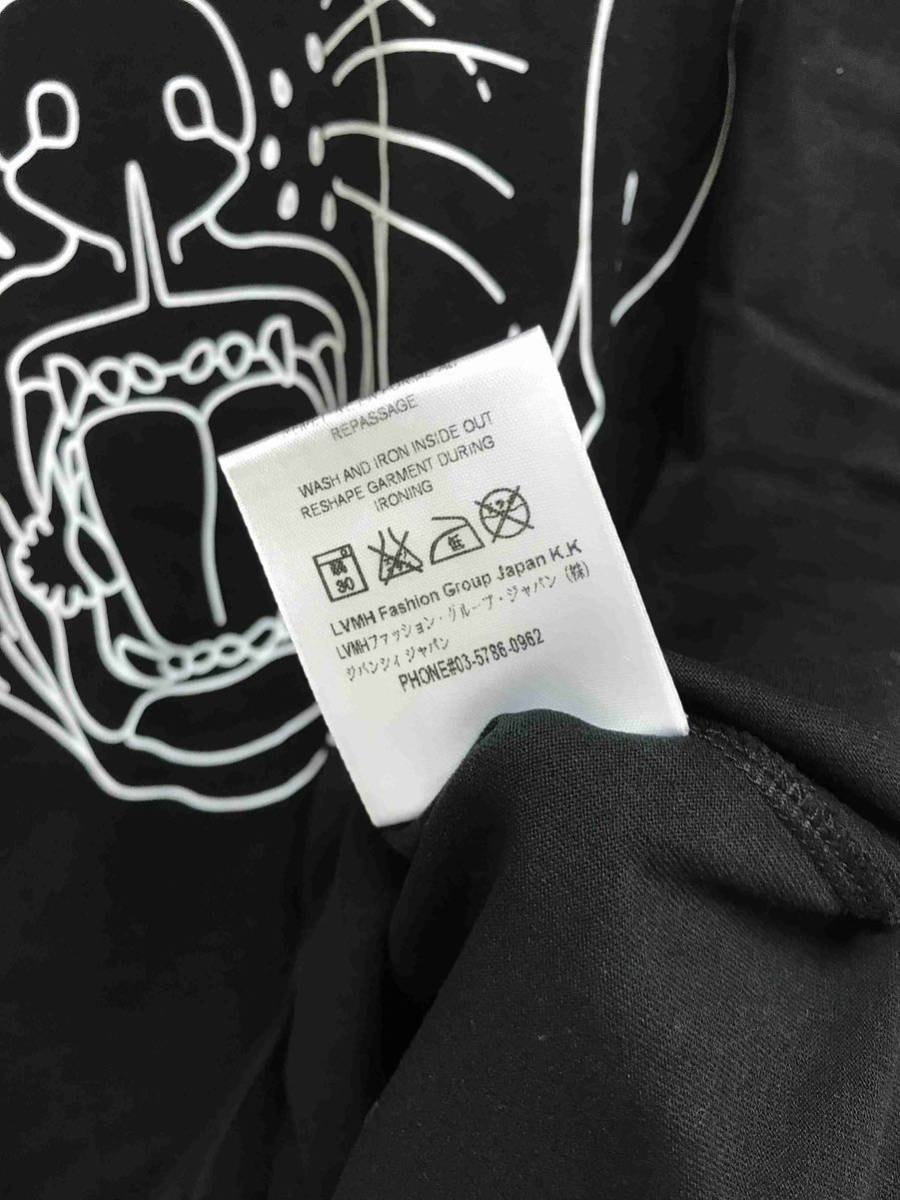 REPASSAGE
WASH AND IRON INSIDE OUT
RESHAPE GARMENT DURING
IRONING
30 低
LVMH Fashion Group Japan K.K
LVMHファッション・グループ・ジャパン (株)
ジバンシィ ジャパン
PHONE#03-5786-0962